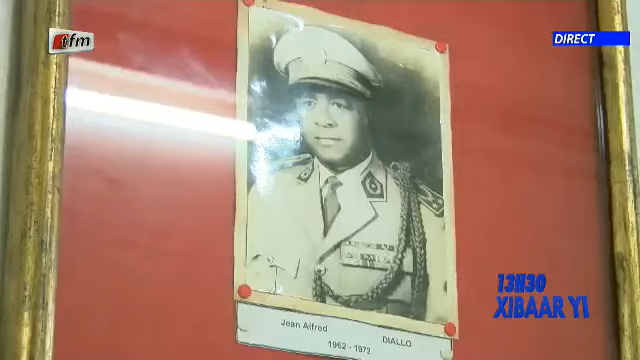 tfm
DIRECT
13H30
XIBAAR YI
Jean Alfred DIALLO
1962 - 1972